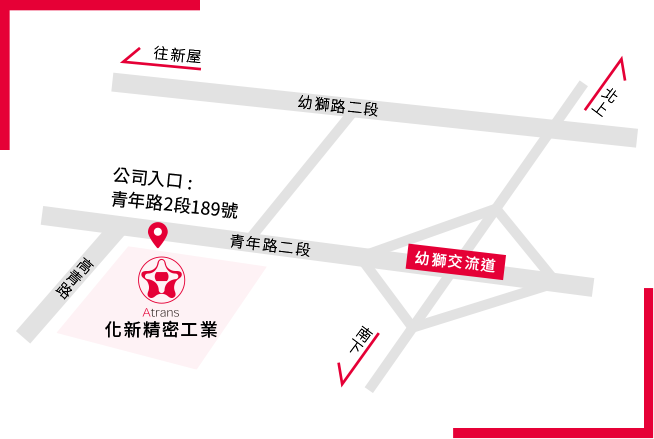 往新屋
北上
幼獅路二段
公司入口：
青年路2段189號
青年路二段
幼獅交流道
高青路
Atrans
化新精密工業
南下